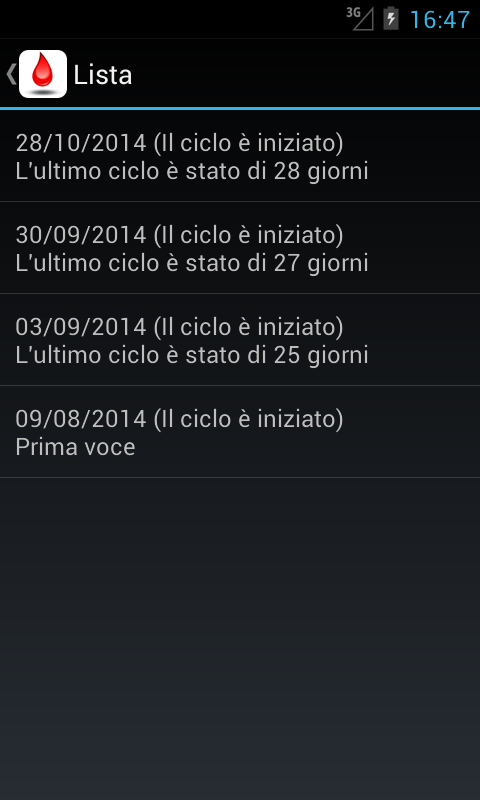 3G
16:47
Lista
28/10/2014 (Il ciclo è iniziato)
L'ultimo ciclo è stato di 28 giorni
30/09/2014 (Il ciclo è iniziato)
L'ultimo ciclo è stato di 27 giorni
03/09/2014 (Il ciclo è iniziato)
L'ultimo ciclo è stato di 25 giorni
09/08/2014 (Il ciclo è iniziato)
Prima voce